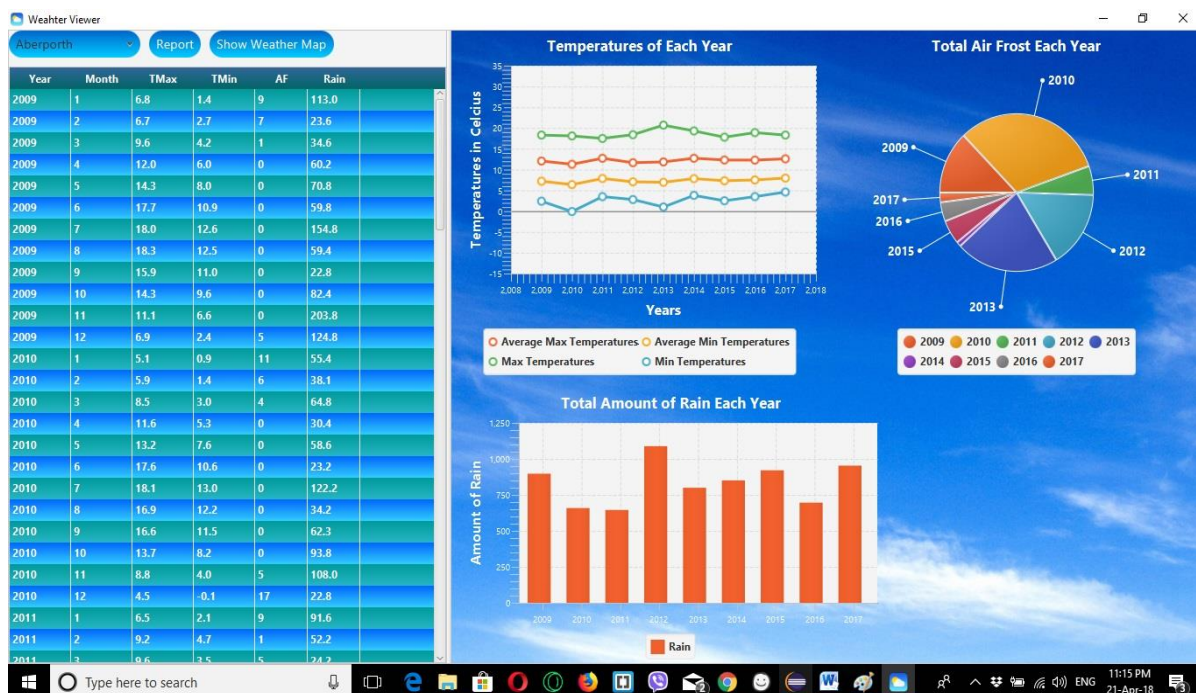 Weahter Viewer
Aberporth Report Show Weather Map
Year Month TMax TMin AF Rain
2009 1 6.8 1.4 9 113.0
2009 2 6.7 2.7 7 23.6
2009 3 9.6 4.2 1 34.6
2009 4 12.0 6.0 0 60.2
2009 5 14.3 8.0 0 70.8
2009 6 17.7 10.9 0 59.8
2009 7 18.0 12.6 0 154.8
2009 8 18.3 12.5 0 59.4
2009 9 15.9 11.0 0 22.8
2009 10 14.3 9.6 0 82.4
2009 11 11.1 6.6 0 203.8
2009 12 6.9 2.4 5 124.8
2010 1 5.1 0.9 11 55.4
2010 2 5.9 1.4 6 38.1
2010 3 8.5 3.0 4 64.8
2010 4 11.6 5.3 0 30.4
2010 5 13.2 7.6 0 58.6
2010 6 17.6 10.6 0 23.2
2010 7 18.1 13.0 0 122.2
2010 8 16.9 12.2 0 34.2
2010 9 16.6 11.5 0 62.3
2010 10 13.7 8.2 0 93.8
2010 11 8.8 4.0 5 108.0
2010 12 4.5 -0.1 17 22.8
2011 1 6.5 2.1 9 91.6
2011 2 9.2 4.7 1 52.2
2011 3 9.6 3.5 5 24.2
Temperatures of Each Year
Temperatures in Celcius
35
30
25
20
15
10
5
0
-5
-10
-15
2,008 2,009 2,010 2,011 2,012 2,013 2,014 2,015 2,016 2,017 2,018
Years
Average Max Temperatures Average Min Temperatures
Max Temperatures Min Temperatures
Total Air Frost Each Year
2010
2009
2011
2017
2016
2015
2012
2013
2009 2010 2011 2012 2013
2014 2015 2016 2017
Total Amount of Rain Each Year
Amount of Rain
1,250
1,000
750
500
250
0
2009 2010 2011 2012 2013 2014 2015 2016 2017
Rain
Type here to search
ENG
11:15 PM
21-Apr-18